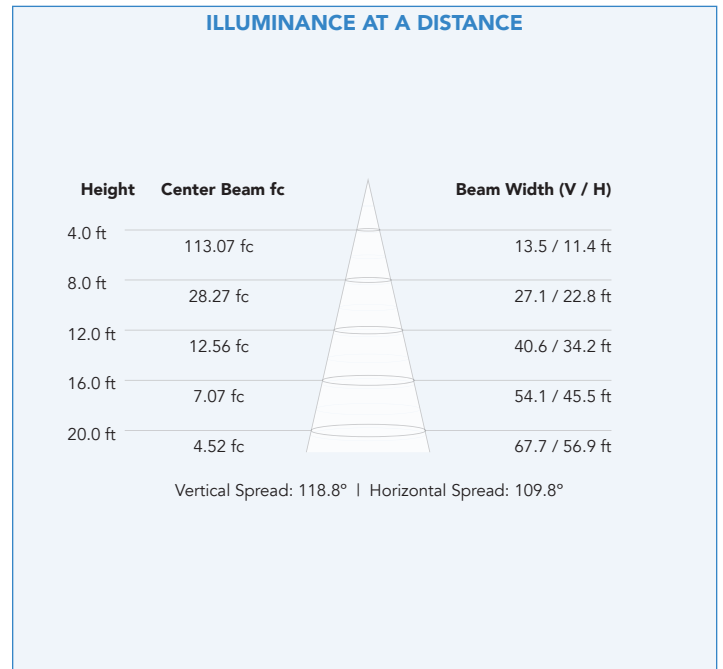 ILLUMINANCE AT A DISTANCE
Height Center Beam fc Beam Width (V / H)
4.0 ft
113.07 fc 13.5 / 11.4 ft
8.0 ft
28.27 fc 27.1 / 22.8 ft
12.0 ft
12.56 fc 40.6 / 34.2 ft
16.0 ft
7.07 fc 54.1 / 45.5 ft
20.0 ft
4.52 fc 67.7 / 56.9 ft
Vertical Spread: 118.8º | Horizontal Spread: 109.8º